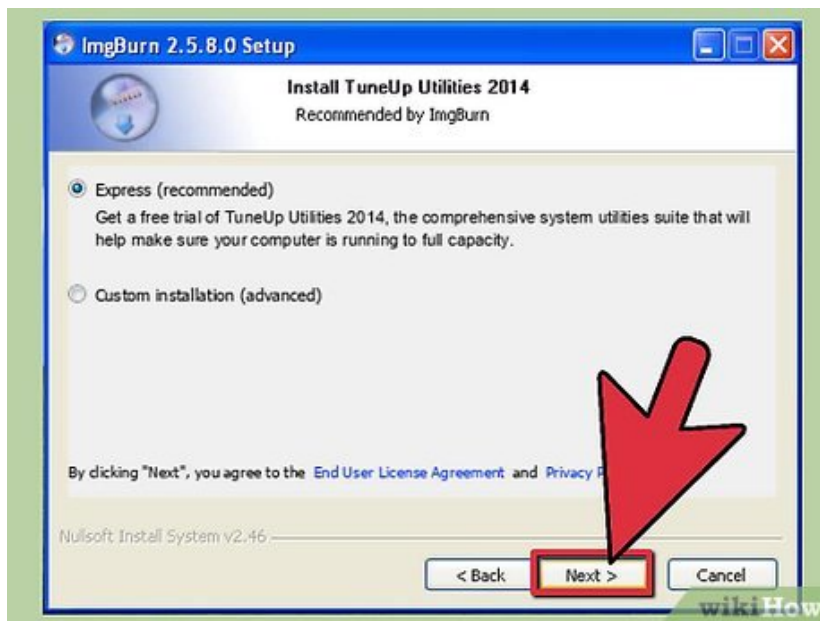 ImgBurn 2.5.8.0 Setup
Install TuneUp Utilities 2014
Recommended by ImgBurn
Express (recommended)
Get a free trial of TuneUp Utilities 2014, the comprehensive system utilities suite that will
help make sure your computer is running to full capacity.
Custom installation (advanced)
By clicking "Next", you agree to the End User License Agreement and Privacy
Nullsoft Install System v2.46
< Back Next > Cancel
wikiHow